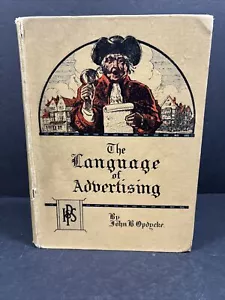 The
Language
of
Advertising
By
John B Opdycke